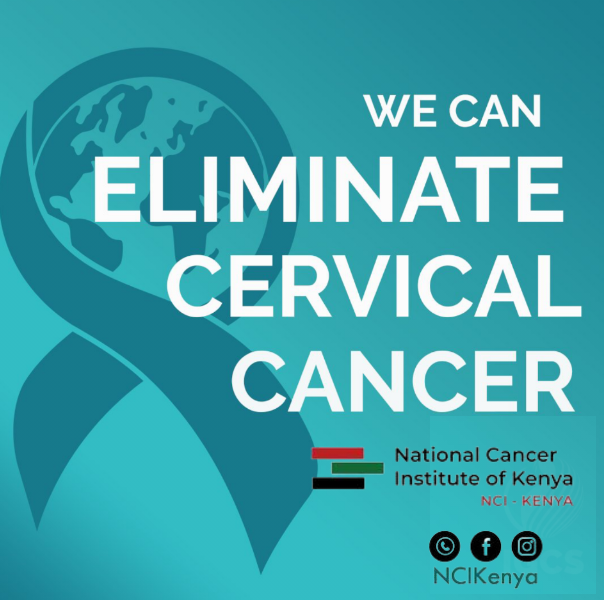 WE CAN
ELIMINATE
CERVICAL
CANCER
National Cancer
Institute of Kenya
NCI - KENYA
NCIKenya